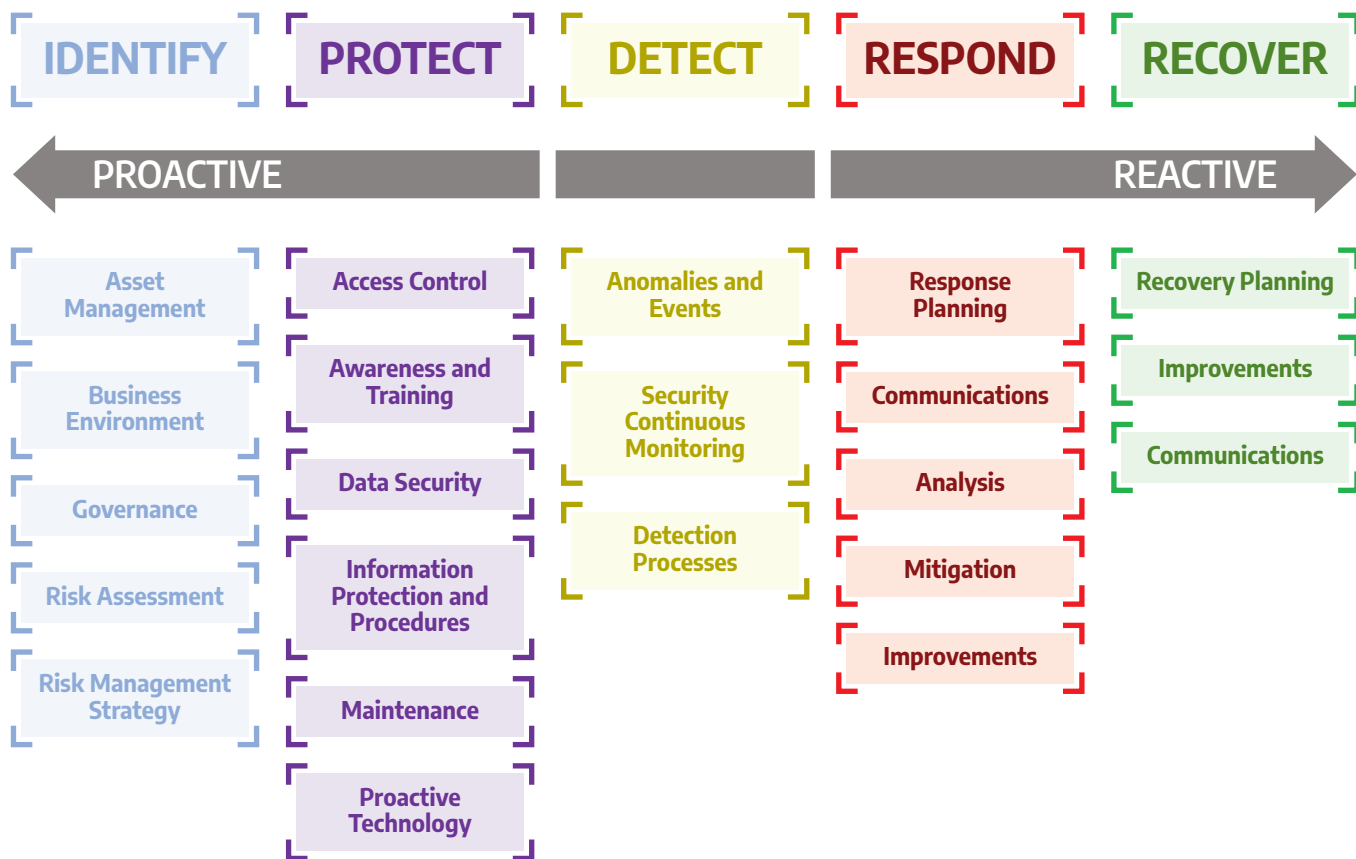 IDENTIFY
PROTECT
DETECT
RESPOND
RECOVER
PROACTIVE
REACTIVE
Asset
Management
Business
Environment
Governance
Risk Assessment
Risk Management
Strategy
Access Control
Awareness and
Training
Data Security
Information
Protection and
Procedures
Maintenance
Proactive
Technology
Anomalies and
Events
Security
Continuous
Monitoring
Detection
Processes
Response
Planning
Communications
Analysis
Mitigation
Improvements
Recovery Planning
Improvements
Communications